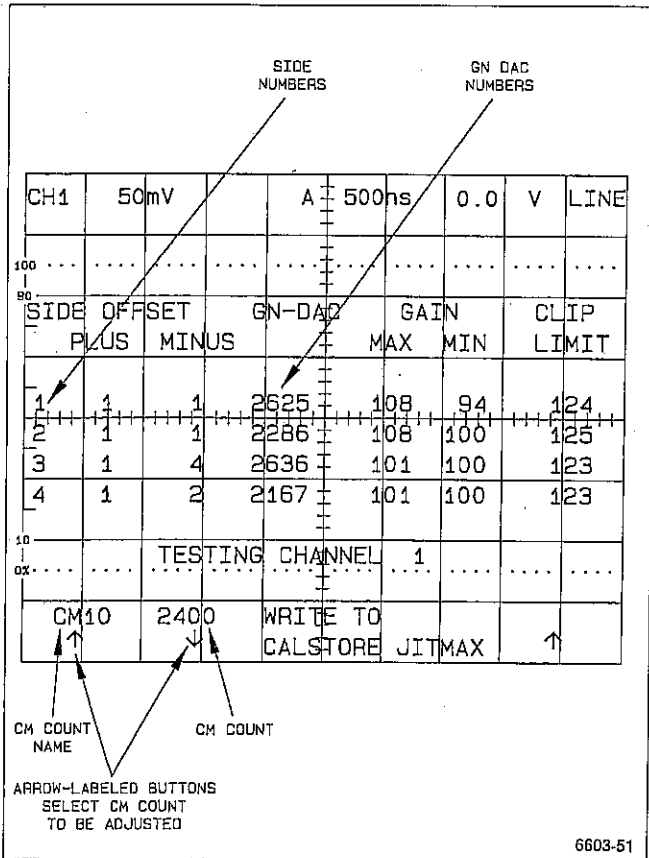 SIDE NUMBERS
GN DAC NUMBERS
CH1 50mV A 500ns 0.0 V LINE
100
90
SIDE OFFSET GN-DAC GAIN CLIP
PLUS MINUS MAX MIN LIMIT
1 1 1 2625 108 94 124
2 1 1 2286 108 100 125
3 1 4 2636 101 100 123
4 1 2 2167 101 100 123
10
TESTING CHANNEL 1
0%
CM10 2400 WRITE TO
↑ ↓ CALSTORE JITMAX ↑
CM COUNT NAME
CM COUNT
ARROW-LABELED BUTTONS
SELECT CM COUNT
TO BE ADJUSTED
6603-51